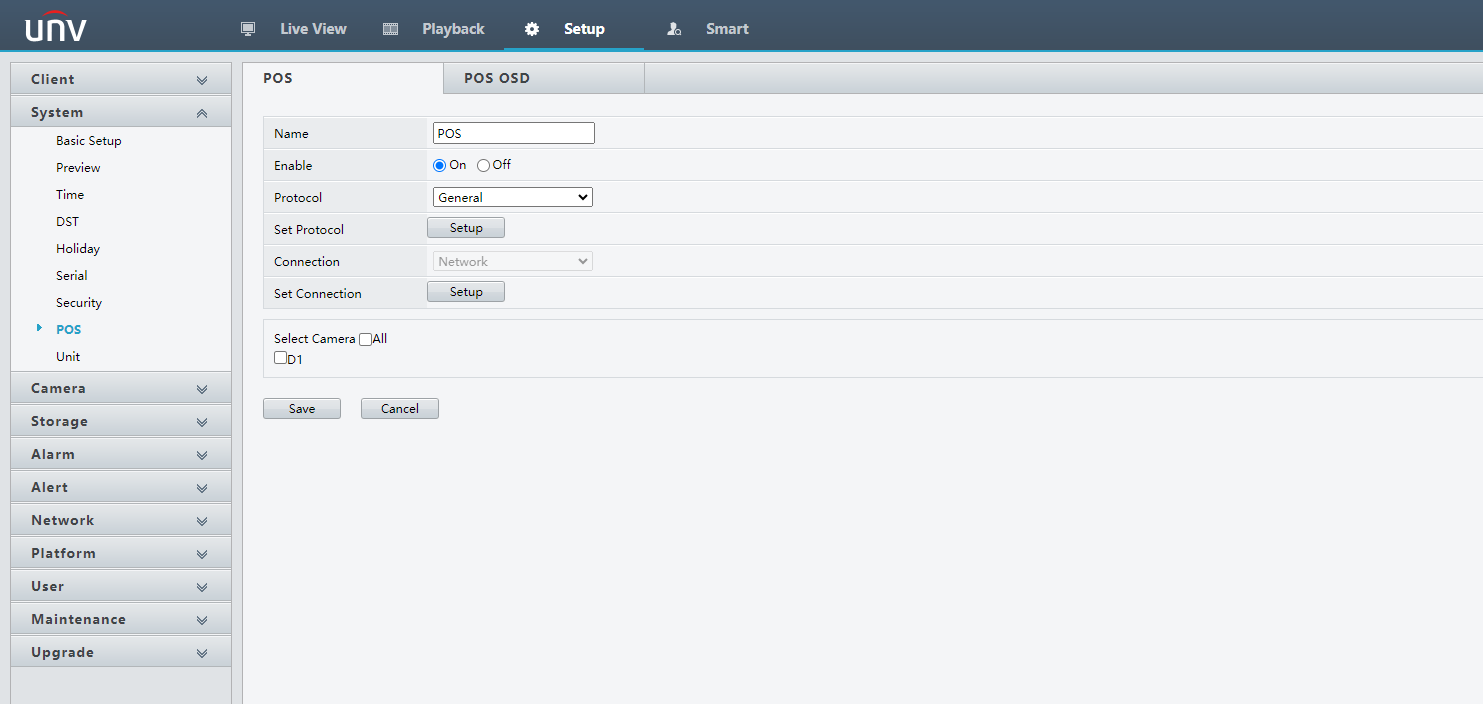 unv
Live View
Playback
Setup
Smart
Client
System
Basic Setup
Preview
Time
DST
Holiday
Serial
Security
POS
Unit
Camera
Storage
Alarm
Alert
Network
Platform
User
Maintenance
Upgrade
POS
POS OSD
Name
POS
Enable
On Off
Protocol
General
Set Protocol
Setup
Connection
Network
Set Connection
Setup
Select Camera All
D1
Save
Cancel